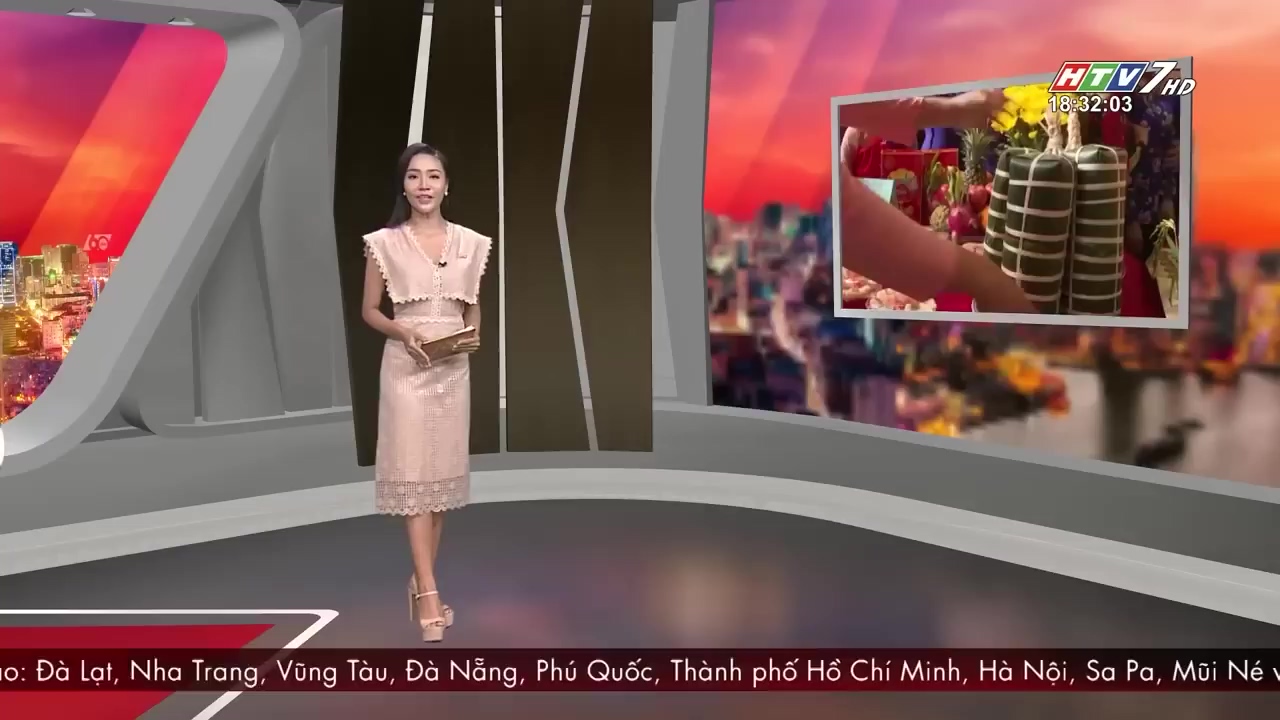 HTV7 HD
18:32:03
ao: Đà Lạt, Nha Trang, Vũng Tàu, Đà Nẵng, Phú Quốc, Thành phố Hồ Chí Minh, Hà Nội, Sa Pa, Mũi Né v